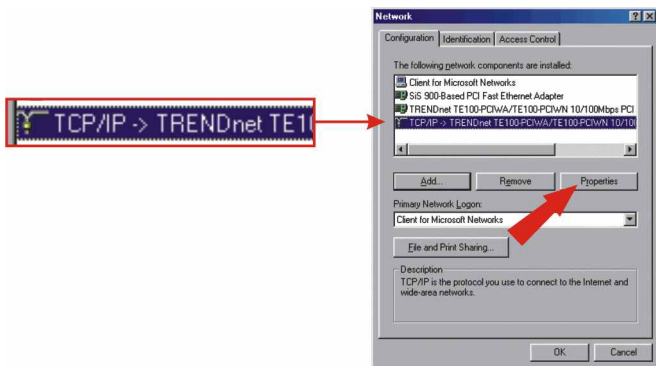 TCP/IP -> TRENDnet TE10
Network
Configuration Identification Access Control
The following network components are installed:
Client for Microsoft Networks
SiS 900-Based PCI Fast Ethernet Adapter
TRENDnet TE100-PCIWA/TE100-PCIWN 10/100Mbps PCI
TCP/IP -> TRENDnet TE100-PCIWA/TE100-PCIWN 10/100
Add... Remove Properties
Primary Network Logon:
Client for Microsoft Networks
File and Print Sharing...
Description
TCP/IP is the protocol you use to connect to the Internet and
wide-area networks.
OK Cancel